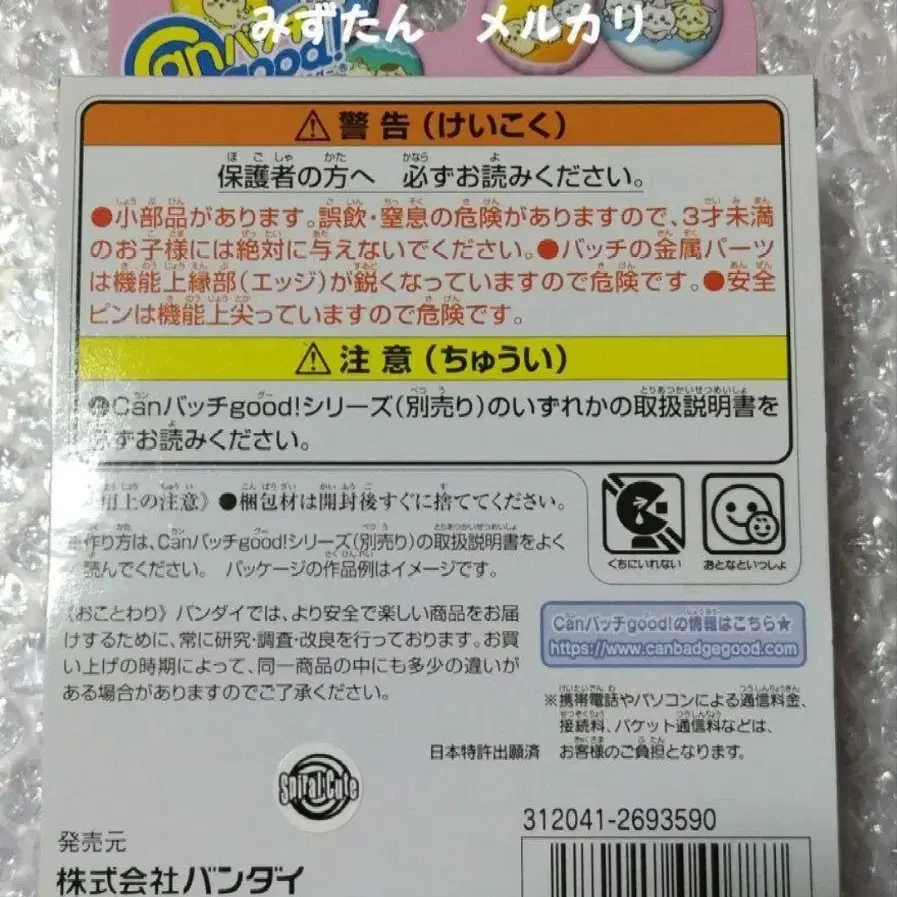 みずたん メルカリ
Canバッチ
good!
⚠警告(けいこく)
保護者の方へ 必ずお読みください。
●小部品があります。誤飲・窒息の危険がありますので、3才未満
のお子様には絶対に与えないでください。●バッチの金属パーツ
は機能上縁部(エッジ)が鋭くなっていますので危険です。●安全
ピンは機能上尖っていますので危険です。
⚠注意(ちゅうい)
●Canバッチgood!シリーズ(別売り)のいずれかの取扱説明書を
必ずお読みください。
用上の注意》●梱包材は開封後すぐに捨ててください。
作り方は、Canバッチgood!シリーズ(別売り)の取扱説明書をよく
読んでください。 パッケージの作品例はイメージです。
くちにいれない
おとなといっしょ
《おことわり》バンダイでは、より安全で楽しい商品をお届
けするために、常に研究・調査・改良を行っております。お買
い上げの時期によって、同一商品の中にも多少の違いが
ある場合がありますのでご了承ください。
Canバッチgood!の情報はこちら★
https://www.canbadgegood.com
※携帯電話やパソコンによる通信料金、
接続料、パケット通信料などは、
お客様のご負担となります。
日本特許出願済
Spiral Cute
312041-2693590
発売元
株式会社バンダイ